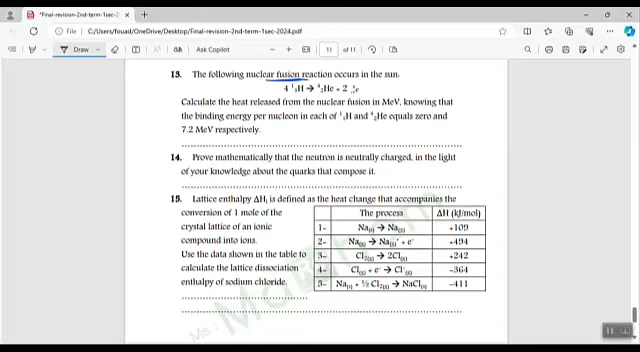 *Final-revision-2nd-term-1sec-2
File
C:/Users/fouad/OneDrive/Desktop/Final-revision-2nd-term-1sec-2024.pdf
Draw
Ask Copilot
11
of 11
13. The following nuclear fusion reaction occurs in the sun.
4 ¹₁H → ⁴₂He + 2 ⁰₊₁e
Calculate the heat released from the nuclear fusion in MeV, knowing that
the binding energy per nucleon in each of ¹₁H and ⁴₂He equals zero and
7.2 MeV respectively.
14. Prove mathematically that the neutron is neutrally charged, in the light
of your knowledge about the quarks that compose it.
15. Lattice enthalpy ΔHₗ is defined as the heat change that accompanies the
conversion of 1 mole of the
crystal lattice of an ionic
compound into ions.
Use the data shown in the table to
calculate the lattice dissociation
enthalpy of sodium chloride.
The process ΔH (kJ/mol)
1- Na(s) → Na(g) +109
2- Na(g) → Na(g)⁺ + e⁻ +494
3- Cl₂(g) → 2Cl(g) +242
4- Cl(g) + e⁻ → Cl⁻(g) -364
5- Na(s) + ½ Cl₂(g) → NaCl(s) -411
Ms.